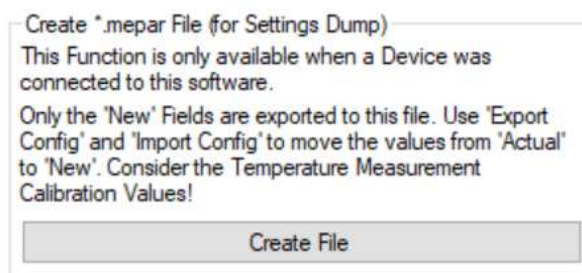 Create *.mepar File (for Settings Dump)
This Function is only available when a Device was
connected to this software.
Only the 'New' Fields are exported to this file. Use 'Export
Config' and 'Import Config' to move the values from 'Actual'
to 'New'. Consider the Temperature Measurement
Calibration Values!
Create File